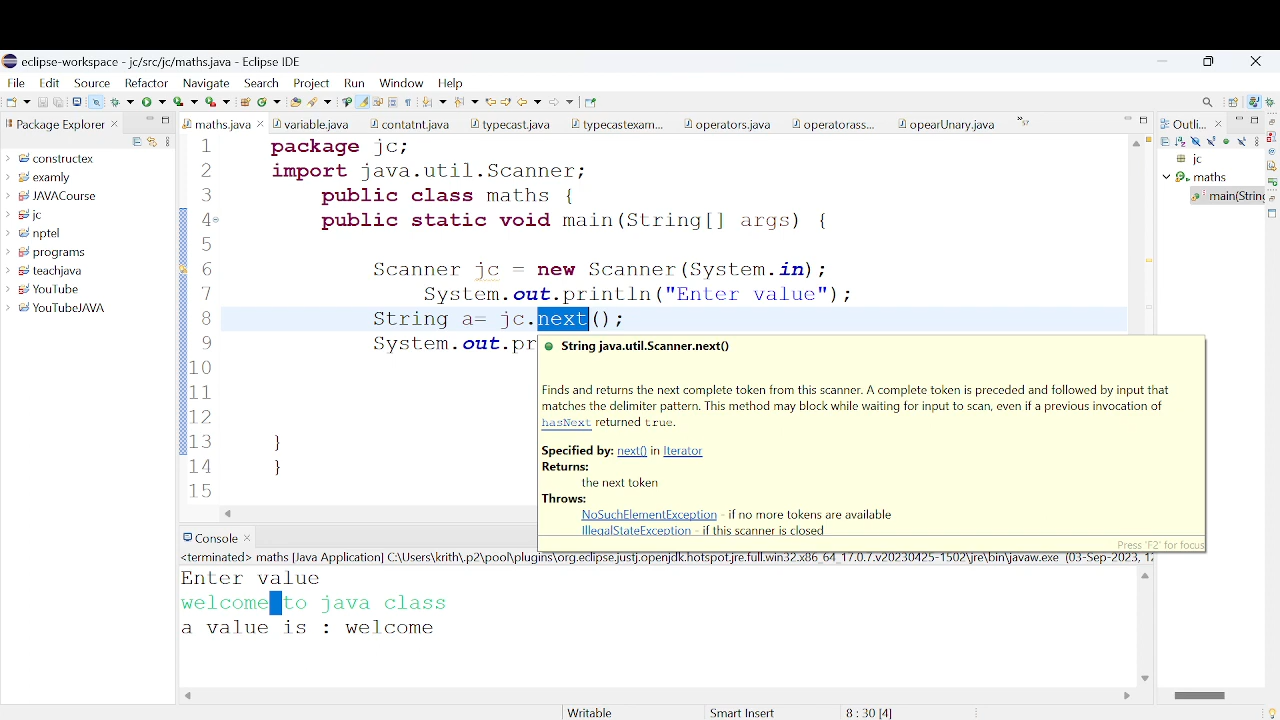 eclipse-workspace - jc/src/jc/maths.java - Eclipse IDE
File Edit Source Refactor Navigate Search Project Run Window Help
Package Explorer
maths.java
javaunit.java
contatnt.java
typecast.java
typecastexam...
operators.java
operatorass...
opearUnary.java
Outli...
constructex
examly
JAVACourse
jc
nptel
programs
teachjava
YouTube
YouTubeJAVA
1 package jc;
2 import java.util.Scanner;
3 public class maths {
4 public static void main(String[] args) {
5
6 Scanner jc = new Scanner(System.in);
7 System.out.println("Enter value");
8 String a= jc.next();
9 System.out.pr
10
11
12
13 }
14 }
15
String java.util.Scanner.next()
Finds and returns the next complete token from this scanner. A complete token is preceded and followed by input that
matches the delimiter pattern. This method may block while waiting for input to scan, even if a previous invocation of
hasNext returned true.
Specified by: next() in Iterator
Returns:
the next token
Throws:
NoSuchElementException - if no more tokens are available
IllegalStateException - if this scanner is closed
Press 'F2' for focus
jc
maths
main(String
Console
<terminated> maths [Java Application] C:\Users\L\.p2\pool\plugins\org.eclipse.justj.openjdk.hotspot.jre.full.win32.x86_64_17.0.7.v20230425-1502\jre\bin\javaw.exe (03-Sep-2023, 12
Enter value
welcome to java class
a value is : welcome
Writable
Smart Insert
8 : 30 [4]